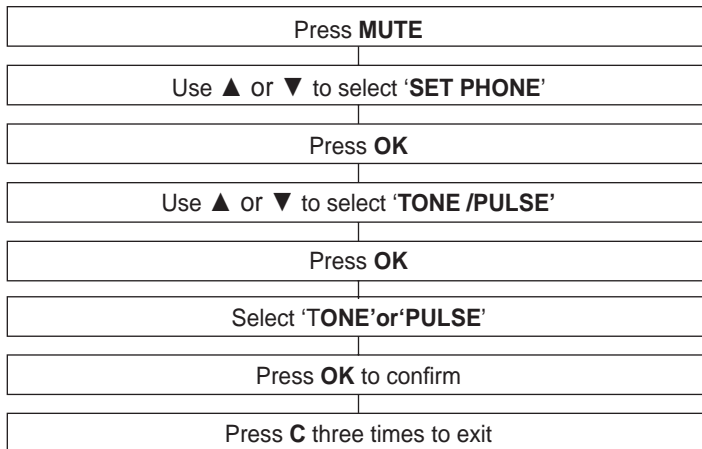 Press MUTE
Use ▲ or ▼ to select ‘SET PHONE’
Press OK
Use ▲ or ▼ to select ‘TONE /PULSE’
Press OK
Select ‘TONE’or‘PULSE’
Press OK to confirm
Press C three times to exit